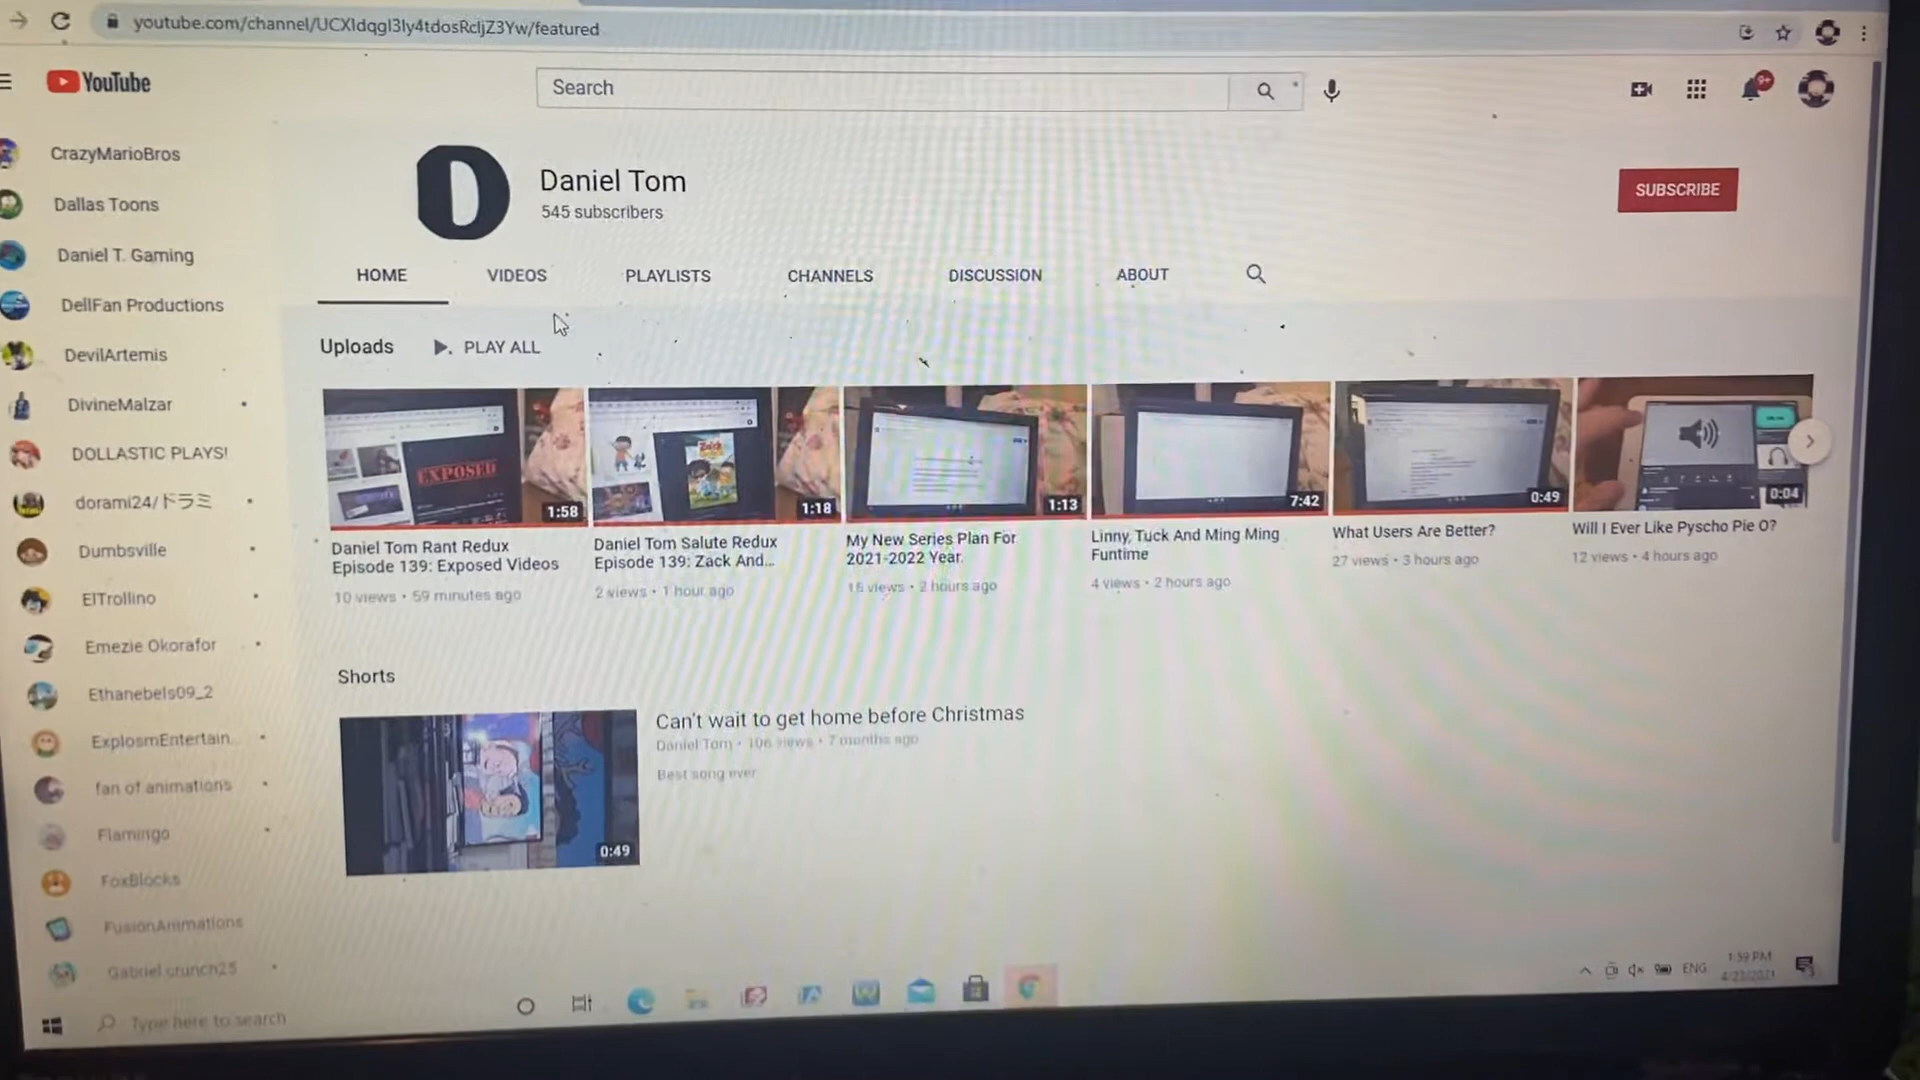 youtube.com/channel/UCXIdqgI3Iy4tdosRcIjZ3Yw/featured
YouTube
Search
9+
CrazyMarioBros
Dallas Toons
Daniel T. Gaming
DellFan Productions
DevilArtemis
DivineMalzar
DOLLASTIC PLAYS!
dorami24/ドラミ
Dumbsville
ElTrollino
Emezie Okorafor
Ethanebels09_2
ExplosmEntertain...
fan of animations
Flamingo
FoxBlocks
FusionAnimations
Gabriel crunch25
D
Daniel Tom
545 subscribers
SUBSCRIBE
HOME VIDEOS PLAYLISTS CHANNELS DISCUSSION ABOUT
Uploads PLAY ALL
EXPOSED
1:58
Daniel Tom Rant Redux
Episode 139: Exposed Videos
10 views • 59 minutes ago
1:18
Daniel Tom Salute Redux
Episode 139: Zack And...
2 views • 1 hour ago
1:13
My New Series Plan For
2021-2022 Year.
views • 2 hours ago
7:42
Linny, Tuck And Ming Ming
Funtime
4 views • 2 hours ago
0:49
What Users Are Better?
27 views • 3 hours ago
0:04
Will I Ever Like Pyscho Pie O?
12 views • 4 hours ago
Shorts
0:49
Can't wait to get home before Christmas
Daniel Tom • 106 views • 7 months ago
Best song ever
Type here to search
ENG
1:39 PM
4/23/2021